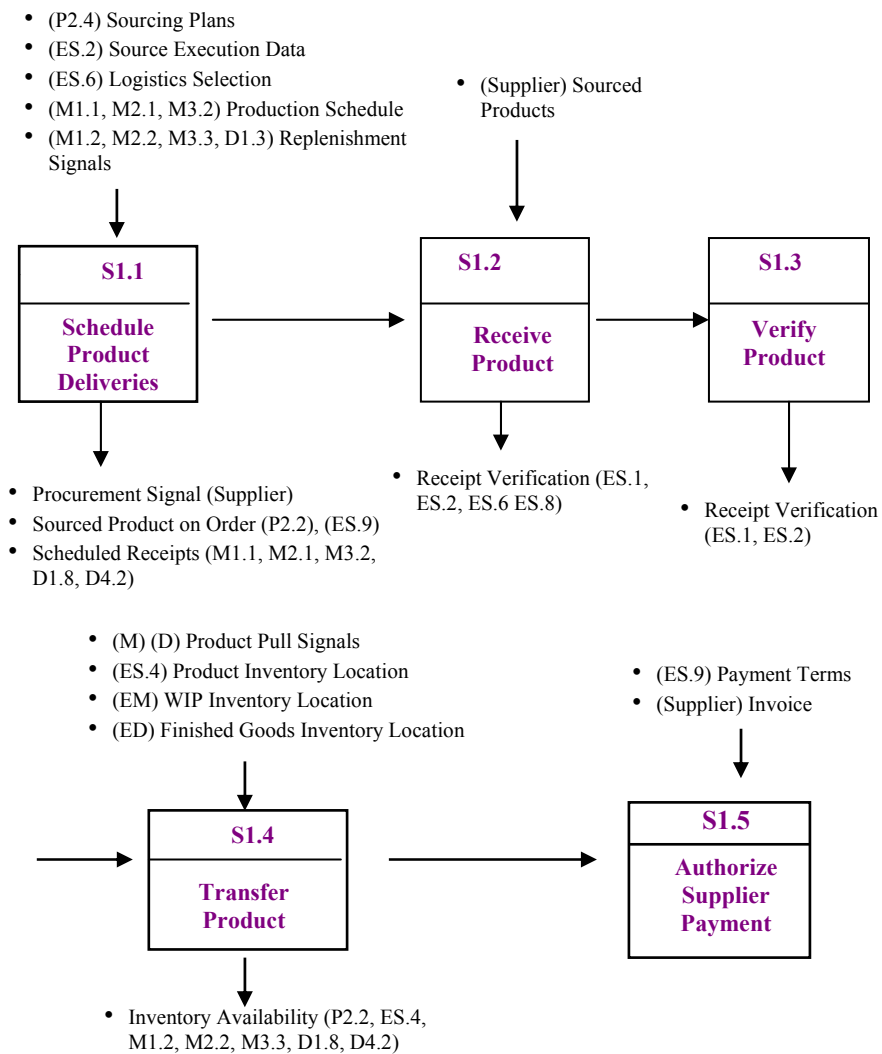 • (P2.4) Sourcing Plans
• (ES.2) Source Execution Data
• (ES.6) Logistics Selection
• (M1.1, M2.1, M3.2) Production Schedule
• (M1.2, M2.2, M3.3, D1.3) Replenishment
Signals
• (Supplier) Sourced
Products
S1.1
Schedule
Product
Deliveries
S1.2
Receive
Product
S1.3
Verify
Product
• Procurement Signal (Supplier)
• Sourced Product on Order (P2.2), (ES.9)
• Scheduled Receipts (M1.1, M2.1, M3.2,
D1.8, D4.2)
• Receipt Verification (ES.1,
ES.2, ES.6 ES.8)
• Receipt Verification
(ES.1, ES.2)
• (M) (D) Product Pull Signals
• (ES.4) Product Inventory Location
• (EM) WIP Inventory Location
• (ED) Finished Goods Inventory Location
• (ES.9) Payment Terms
• (Supplier) Invoice
S1.4
Transfer
Product
S1.5
Authorize
Supplier
Payment
• Inventory Availability (P2.2, ES.4,
M1.2, M2.2, M3.3, D1.8, D4.2)